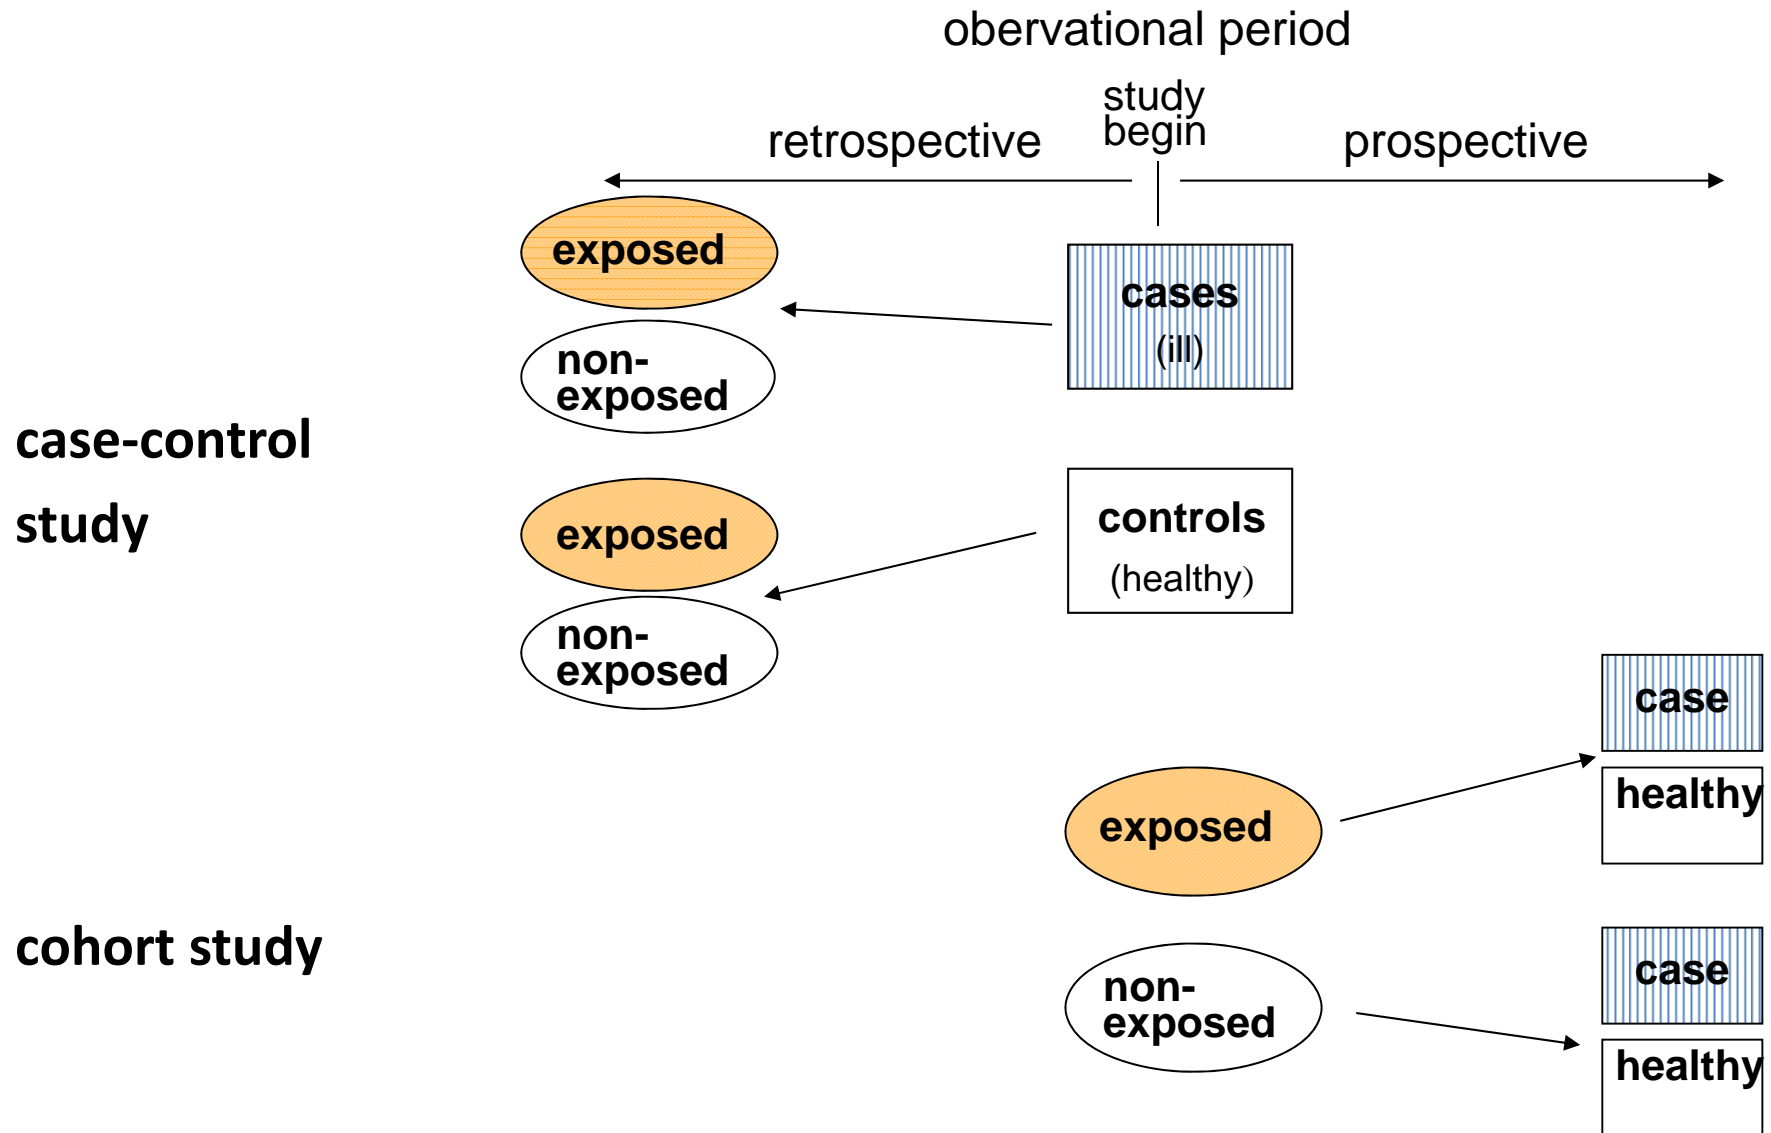 obervational period
study
begin
retrospective
prospective
exposed
cases
(ill)
non-
exposed
case-control
study
exposed
controls
(healthy)
non-
exposed
case
healthy
exposed
cohort study
non-
exposed
case
healthy